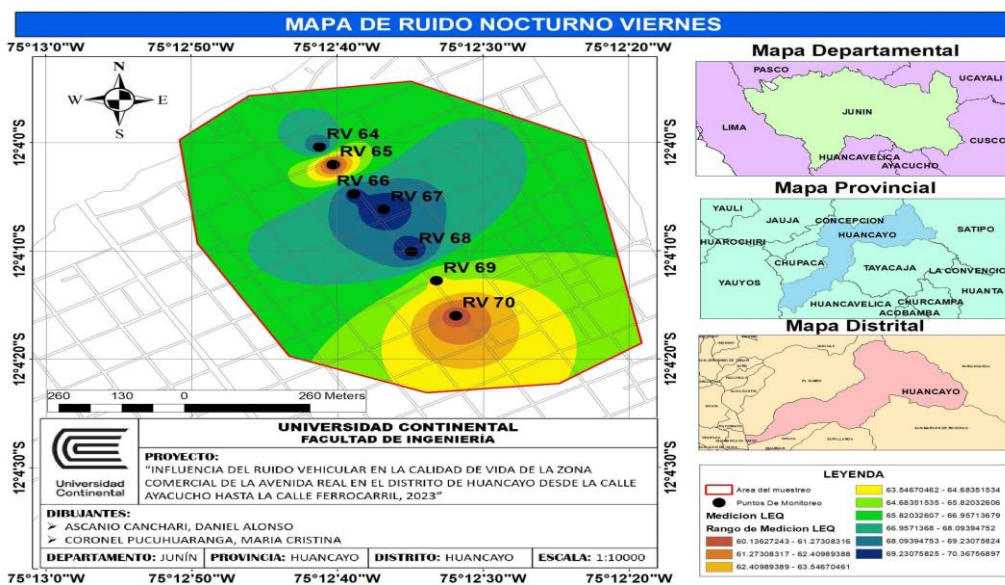 MAPA DE RUIDO NOCTURNO VIERNES
75°13'0"W 75°12'50"W 75°12'40"W 75°12'30"W 75°12'20"W
N
W E
S
12°4'0"S 12°4'0"S
12°4'10"S 12°4'10"S
12°4'20"S 12°4'20"S
12°4'30"S 12°4'30"S
RV 64
RV 65
RV 66
RV 67
RV 68
RV 69
RV 70
260 130 0 260 Meters
UNIVERSIDAD CONTINENTAL
FACULTAD DE INGENIERÍA
Universidad
Continental
PROYECTO:
"INFLUENCIA DEL RUIDO VEHICULAR EN LA CALIDAD DE VIDA DE LA ZONA
COMERCIAL DE LA AVENIDA REAL EN EL DISTRITO DE HUANCAYO DESDE LA CALLE
AYACUCHO HASTA LA CALLE FERROCARRIL, 2023"
DIBUJANTES:
➢ ASCANIO CANCHARI, DANIEL ALONSO
➢ CORONEL PUCUHUARANGA, MARIA CRISTINA
DEPARTAMENTO: JUNÍN PROVINCIA: HUANCAYO DISTRITO: HUANCAYO ESCALA: 1:10000
75°13'0"W 75°12'50"W 75°12'40"W 75°12'30"W 75°12'20"W
Mapa Departamental
PASCO
UCAYALI
JUNIN
LIMA
CUSCO
HUANCAVELICA
AYACUCHO
Mapa Provincial
YAULI
JAUJA
CONCEPCION
HUANCAYO
SATIPO
HUAROCHIRI
CHUPACA
TAYACAJA
LA CONVENCIO
YAUYOS
HUANTA
HUANCAVELICA
CHURCAMPA
ACOBAMBA
Mapa Distrital
EL TAMBO
HUANCAYO
LEYENDA
Area del muestreo
Puntos De Monitoreo
Medicion LEQ
Rango de Medicion LEQ
60.13627243 - 61.27308316
61.27308317 - 62.40989388
62.40989389 - 63.54670461
63.54670462 - 64.68351534
64.68351535 - 65.82032606
65.82032607 - 66.95713679
66.9571368 - 68.09394752
68.09394753 - 69.23075824
69.23075825 - 70.36756897